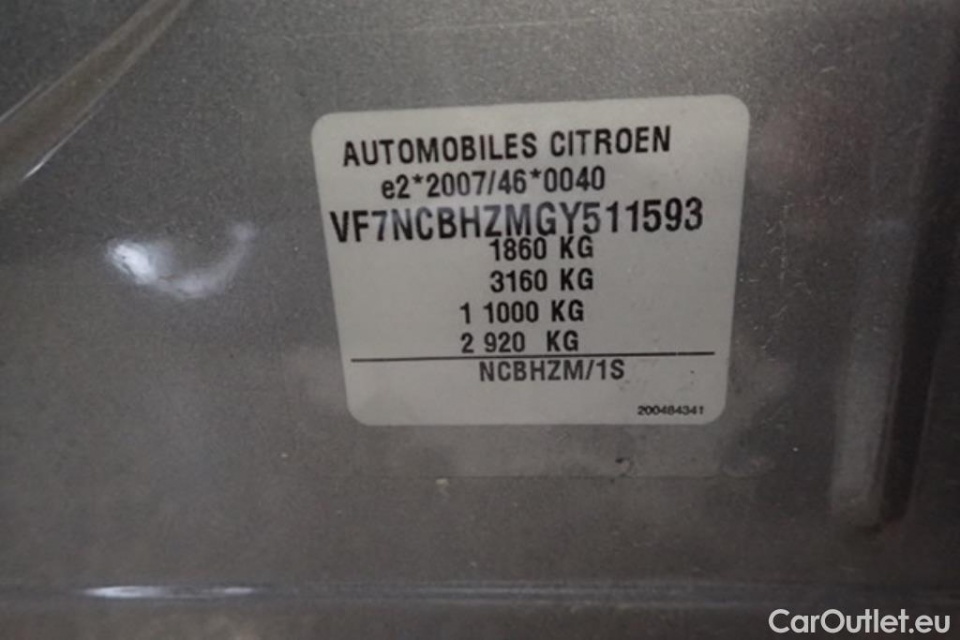 AUTOMOBILES CITROEN
e2*2007/46*0040
VF7NCBHZMGY511593
1860 KG
3160 KG
1 1000 KG
2 920 KG
NCBHZM/1S
200484341
CarOutlet.eu